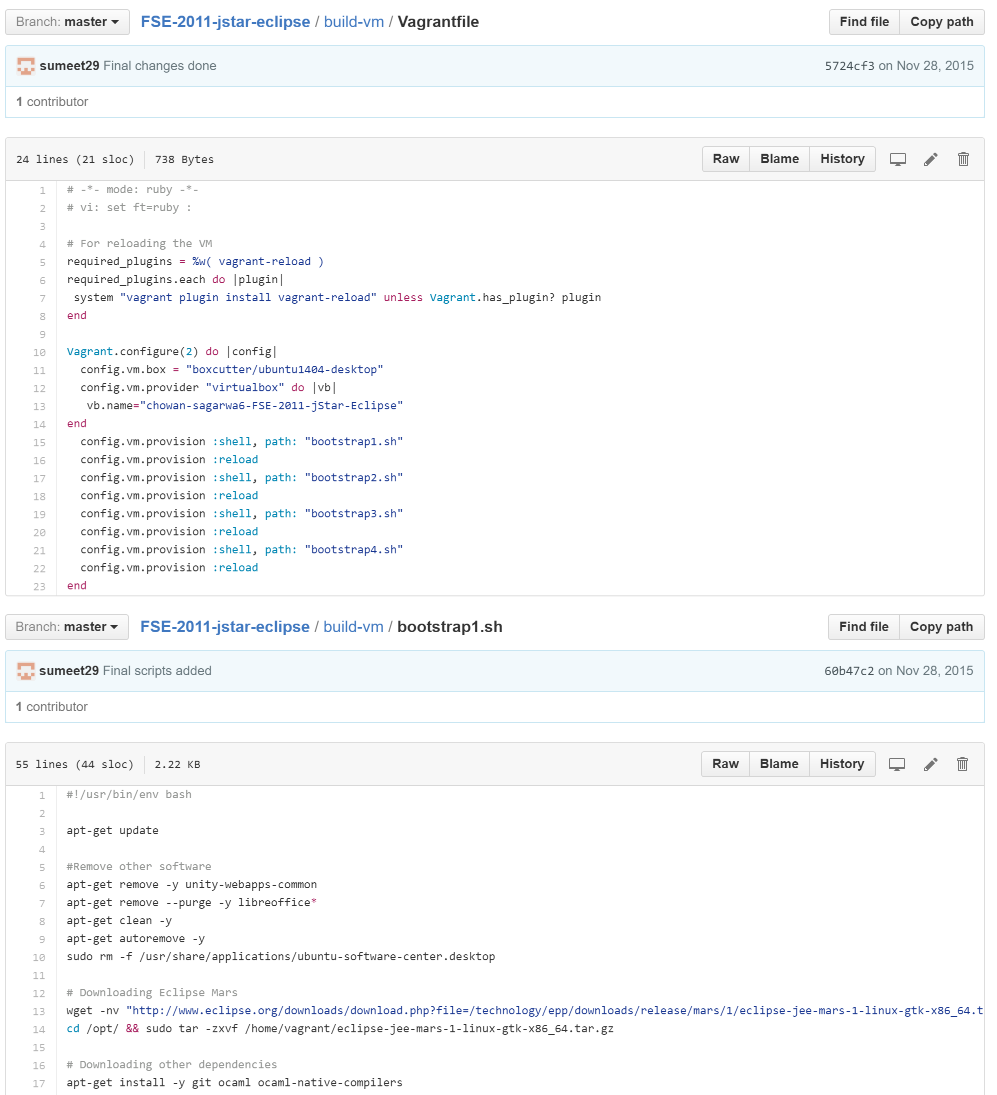 Branch: master FSE-2011-jstar-eclipse / build-vm / Vagrantfile Find file Copy path
sumeet29 Final changes done 5724cf3 on Nov 28, 2015
1 contributor
24 lines (21 sloc) 738 Bytes Raw Blame History
1 # -*- mode: ruby -*-
2 # vi: set ft=ruby :
3
4 # For reloading the VM
5 required_plugins = %w( vagrant-reload )
6 required_plugins.each do |plugin|
7 system "vagrant plugin install vagrant-reload" unless Vagrant.has_plugin? plugin
8 end
9
10 Vagrant.configure(2) do |config|
11 config.vm.box = "boxcutter/ubuntu1404-desktop"
12 config.vm.provider "virtualbox" do |vb|
13 vb.name="chowan-sagarwa6-FSE-2011-jStar-Eclipse"
14 end
15 config.vm.provision :shell, path: "bootstrap1.sh"
16 config.vm.provision :reload
17 config.vm.provision :shell, path: "bootstrap2.sh"
18 config.vm.provision :reload
19 config.vm.provision :shell, path: "bootstrap3.sh"
20 config.vm.provision :reload
21 config.vm.provision :shell, path: "bootstrap4.sh"
22 config.vm.provision :reload
23 end
Branch: master FSE-2011-jstar-eclipse / build-vm / bootstrap1.sh Find file Copy path
sumeet29 Final scripts added 60b47c2 on Nov 28, 2015
1 contributor
55 lines (44 sloc) 2.22 KB Raw Blame History
1 #!/usr/bin/env bash
2
3 apt-get update
4
5 #Remove other software
6 apt-get remove -y unity-webapps-common
7 apt-get remove --purge -y libreoffice*
8 apt-get clean -y
9 apt-get autoremove -y
10 sudo rm -f /usr/share/applications/ubuntu-software-center.desktop
11
12 # Downloading Eclipse Mars
13 wget -nv "http://www.eclipse.org/downloads/download.php?file=/technology/epp/downloads/release/mars/1/eclipse-jee-mars-1-linux-gtk-x86_64.t
14 cd /opt/ && sudo tar -zxvf /home/vagrant/eclipse-jee-mars-1-linux-gtk-x86_64.tar.gz
15
16 # Downloading other dependencies
17 apt-get install -y git ocaml ocaml-native-compilers